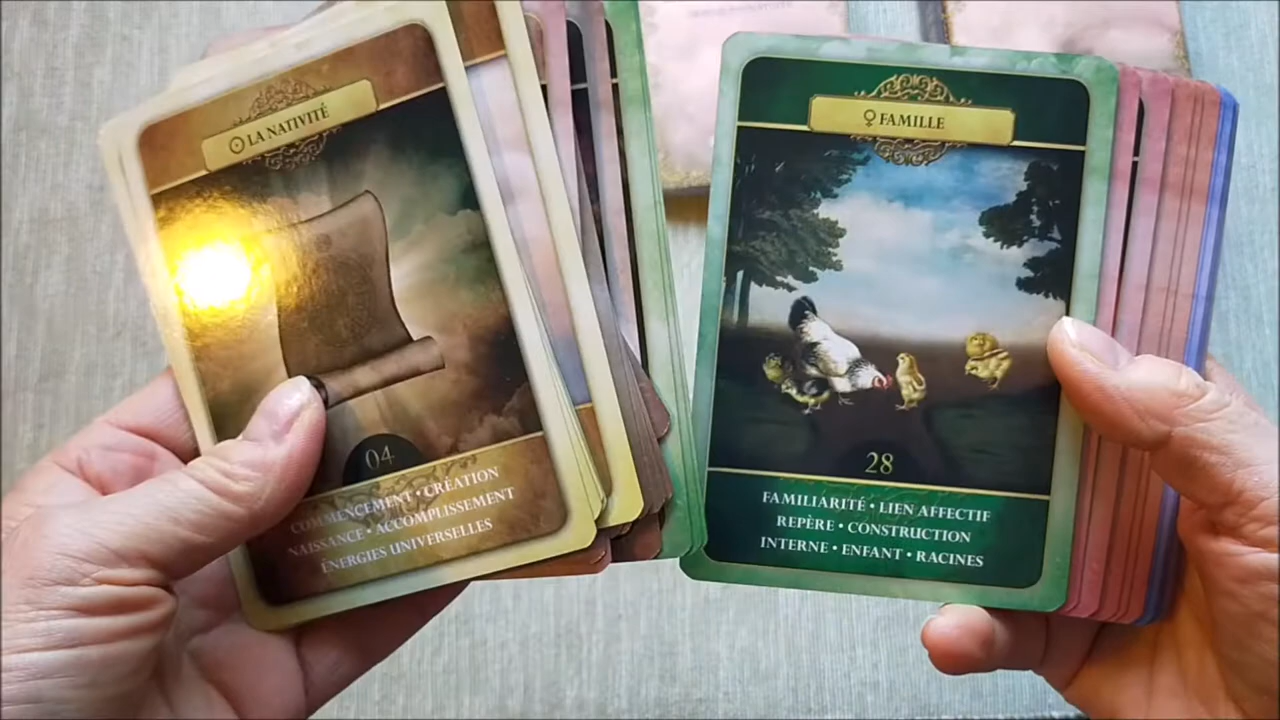 ☉ LA NATIVITÉ
04
COMMENCEMENT • CRÉATION
NAISSANCE • ACCOMPLISSEMENT
ÉNERGIES UNIVERSELLES
♀ FAMILLE
28
FAMILIARITÉ • LIEN AFFECTIF
REPÈRE • CONSTRUCTION
INTERNE • ENFANT • RACINES